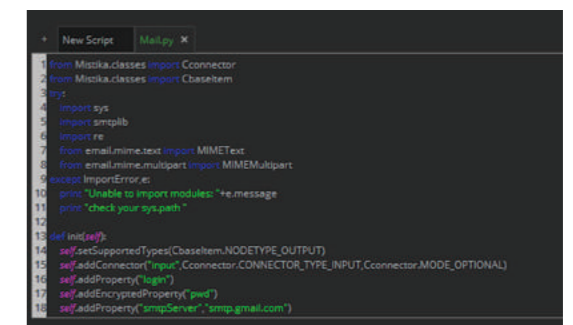 + New Script Mail.py ×
1 from Mistika.classes import Cconnector
2 from Mistika.classes import CbaseItem
3 try:
4 import sys
5 import smtplib
6 import re
7 from email.mime.text import MIMEText
8 from email.mime.multipart import MIMEMultipart
9 except ImportError,e:
10 print "Unable to import modules: "+e.message
11 print "check your sys.path "
12
13 def init(self):
14 self.setSupportedTypes(CbaseItem.NODETYPE_OUTPUT)
15 self.addConnector("input",Cconnector.CONNECTOR_TYPE_INPUT,Cconnector.MODE_OPTIONAL)
16 self.addProperty("login")
17 self.addEncryptedProperty("pwd")
18 self.addProperty("smtpServer","smtp.gmail.com")